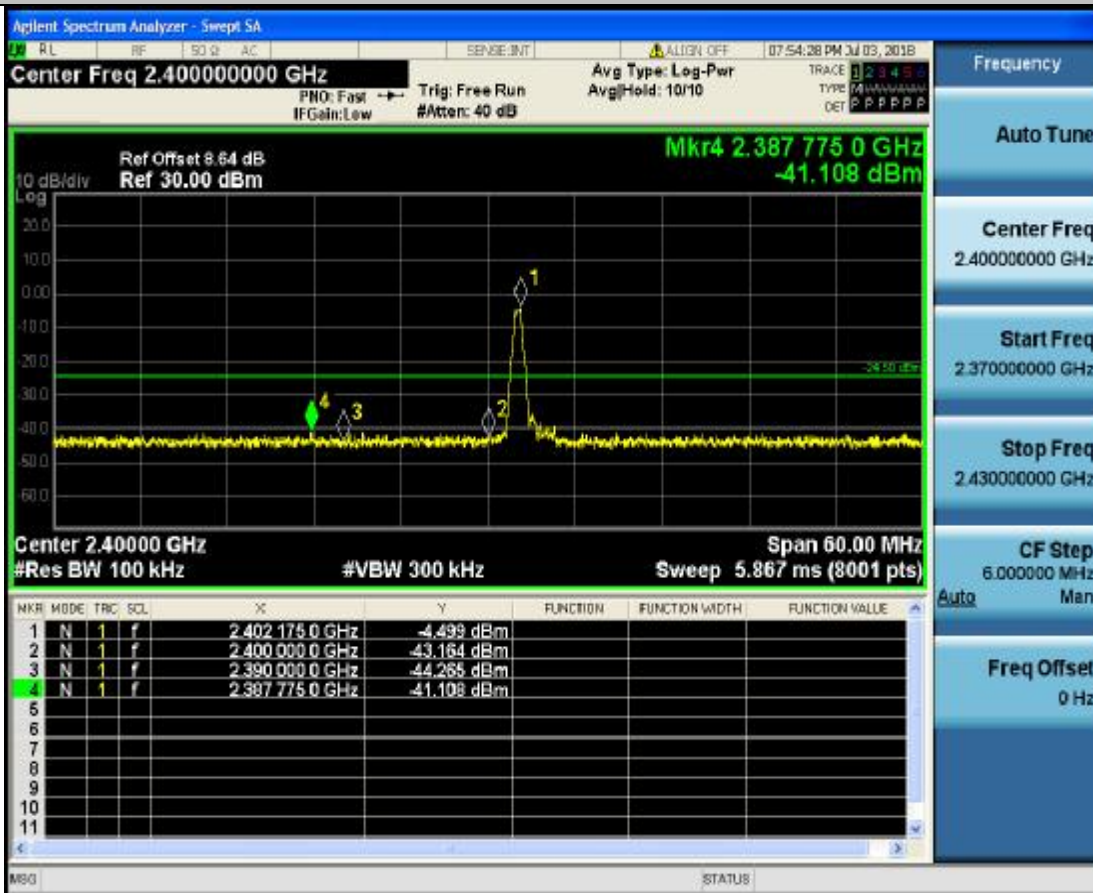 Agilent Spectrum Analyzer - Swept SA
RL RF 50 Ω AC SENSE:INT ALIGN OFF 07:54:28 PM Jul 03, 2018
Center Freq 2.400000000 GHz
PNO: Fast
IFGain:Low
Trig: Free Run
#Atten: 40 dB
Avg Type: Log-Pwr
Avg|Hold: 10/10
TRACE 1 2 3 4 5 6
TYPE M
DET P P P P P P
Mkr4 2.387 775 0 GHz
-41.108 dBm
Ref Offset 8.64 dB
10 dB/div Ref 30.00 dBm
Log
20.0
10.0
0.00
-10.0
-20.0
-30.0
-40.0
-50.0
-60.0
1
-24.50 dBm
4
3
2
Center 2.40000 GHz Span 60.00 MHz
#Res BW 100 kHz #VBW 300 kHz Sweep 5.867 ms (8001 pts)
MKR MODE TRC SCL X Y FUNCTION FUNCTION WIDTH FUNCTION VALUE
1 N 1 f 2.402 175 0 GHz -4.499 dBm
2 N 1 f 2.400 000 0 GHz -43.164 dBm
3 N 1 f 2.390 000 0 GHz -44.265 dBm
4 N 1 f 2.387 775 0 GHz -41.108 dBm
5
6
7
8
9
10
11
MSG STATUS
Frequency
Auto Tune
Center Freq
2.400000000 GHz
Start Freq
2.370000000 GHz
Stop Freq
2.430000000 GHz
CF Step
6.000000 MHz
Auto Man
Freq Offset
0 Hz